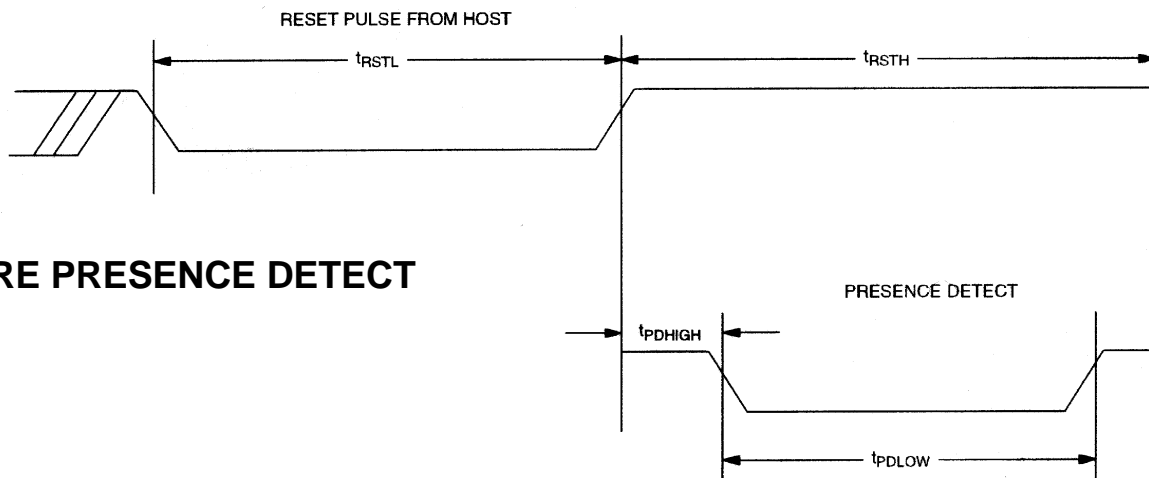 RESET PULSE FROM HOST
tRSTL
tRSTH
RE PRESENCE DETECT
PRESENCE DETECT
tPDHIGH
tPDLOW